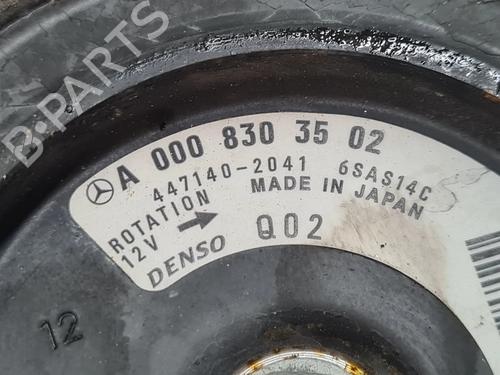 B-PARTS
A 000 830 35 02
447140-2041 6SAS14C
ROTATION MADE IN JAPAN
12V
DENSO Q02
12